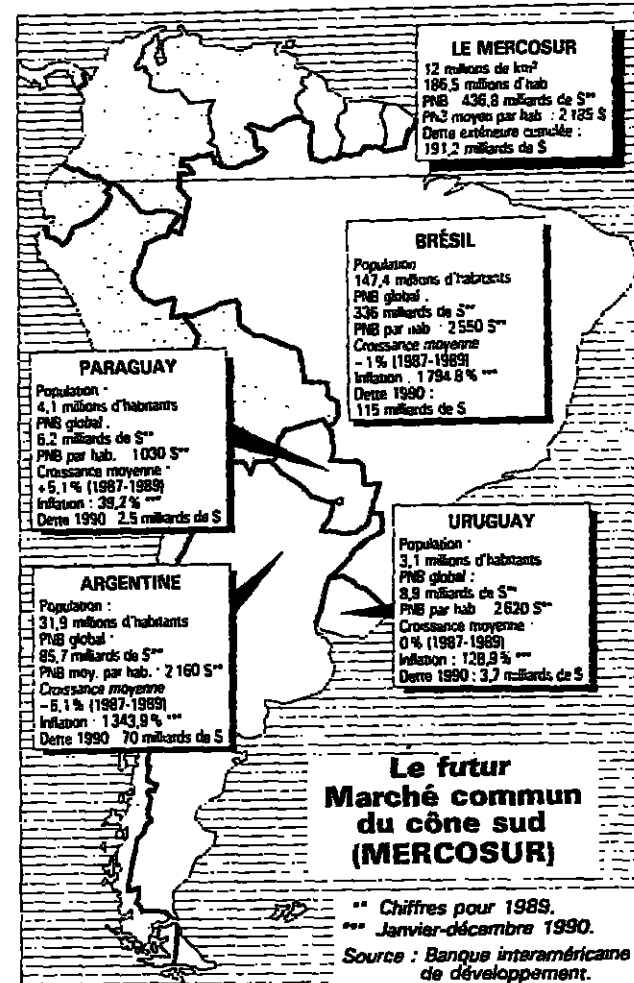 LE MERCOSUR
12 millions de km²
186,5 millions d'hab
PNB 436,8 milliards de $**
PNB moyen par hab : 2 185 $
Dette extérieure cumulée :
191,2 milliards de $
BRÉSIL
Population
147,4 millions d'habitants
PNB global .
336 milliards de $**
PNB par hab · 2 550 $**
Croissance moyenne
– 1% (1987-1989)
Inflation . 1 794,8 % ***
Dette 1990 :
115 milliards de $
PARAGUAY
Population ·
4,1 millions d'habitants
PNB global .
6,2 milliards de $**
PNB par hab. 1 030 $**
Croissance moyenne ·
+5,1% (1987-1989)
Inflation : 39,2 % ***
Dette 1990 2,5 milliards de $
URUGUAY
Population ·
3,1 millions d'habitants
PNB global :
8,9 milliards de $**
PNB par hab 2 620 $**
Croissance moyenne ·
0 % (1987-1989)
Inflation : 128,9 % ***
Dette 1990 : 3,7 milliards de $
ARGENTINE
Population :
31,9 millions d'habitants
PNB global ·
85,7 milliards de $**
PNB moy. par hab. · 2 160 $**
Croissance moyenne
–6,1% (1987-1989)
Inflation · 1 343,9 % ***
Dette 1990 70 milliards de $
Le futur
Marché commun
du cône sud
(MERCOSUR)
** Chiffres pour 1989.
*** Janvier-décembre 1990.
Source : Banque interaméricaine
de développement.